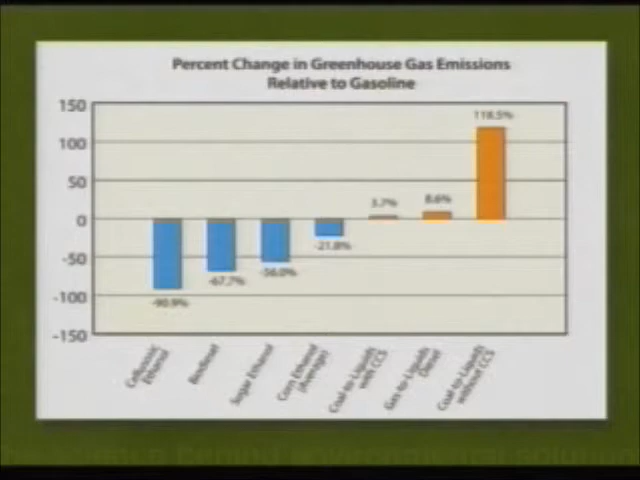 Percent Change in Greenhouse Gas Emissions
Relative to Gasoline
150
100
50
0
-50
-100
-150
-90.9%
-67.7%
-56.0%
-21.8%
3.7%
8.6%
118.5%
Cellulosic
Ethanol
Biodiesel
Sugar Ethanol
Corn Ethanol
(Average)
Coal-to-Liquids
with CCS
Gas-to-Liquids
Diesel
Coal-to-Liquids
without CCS